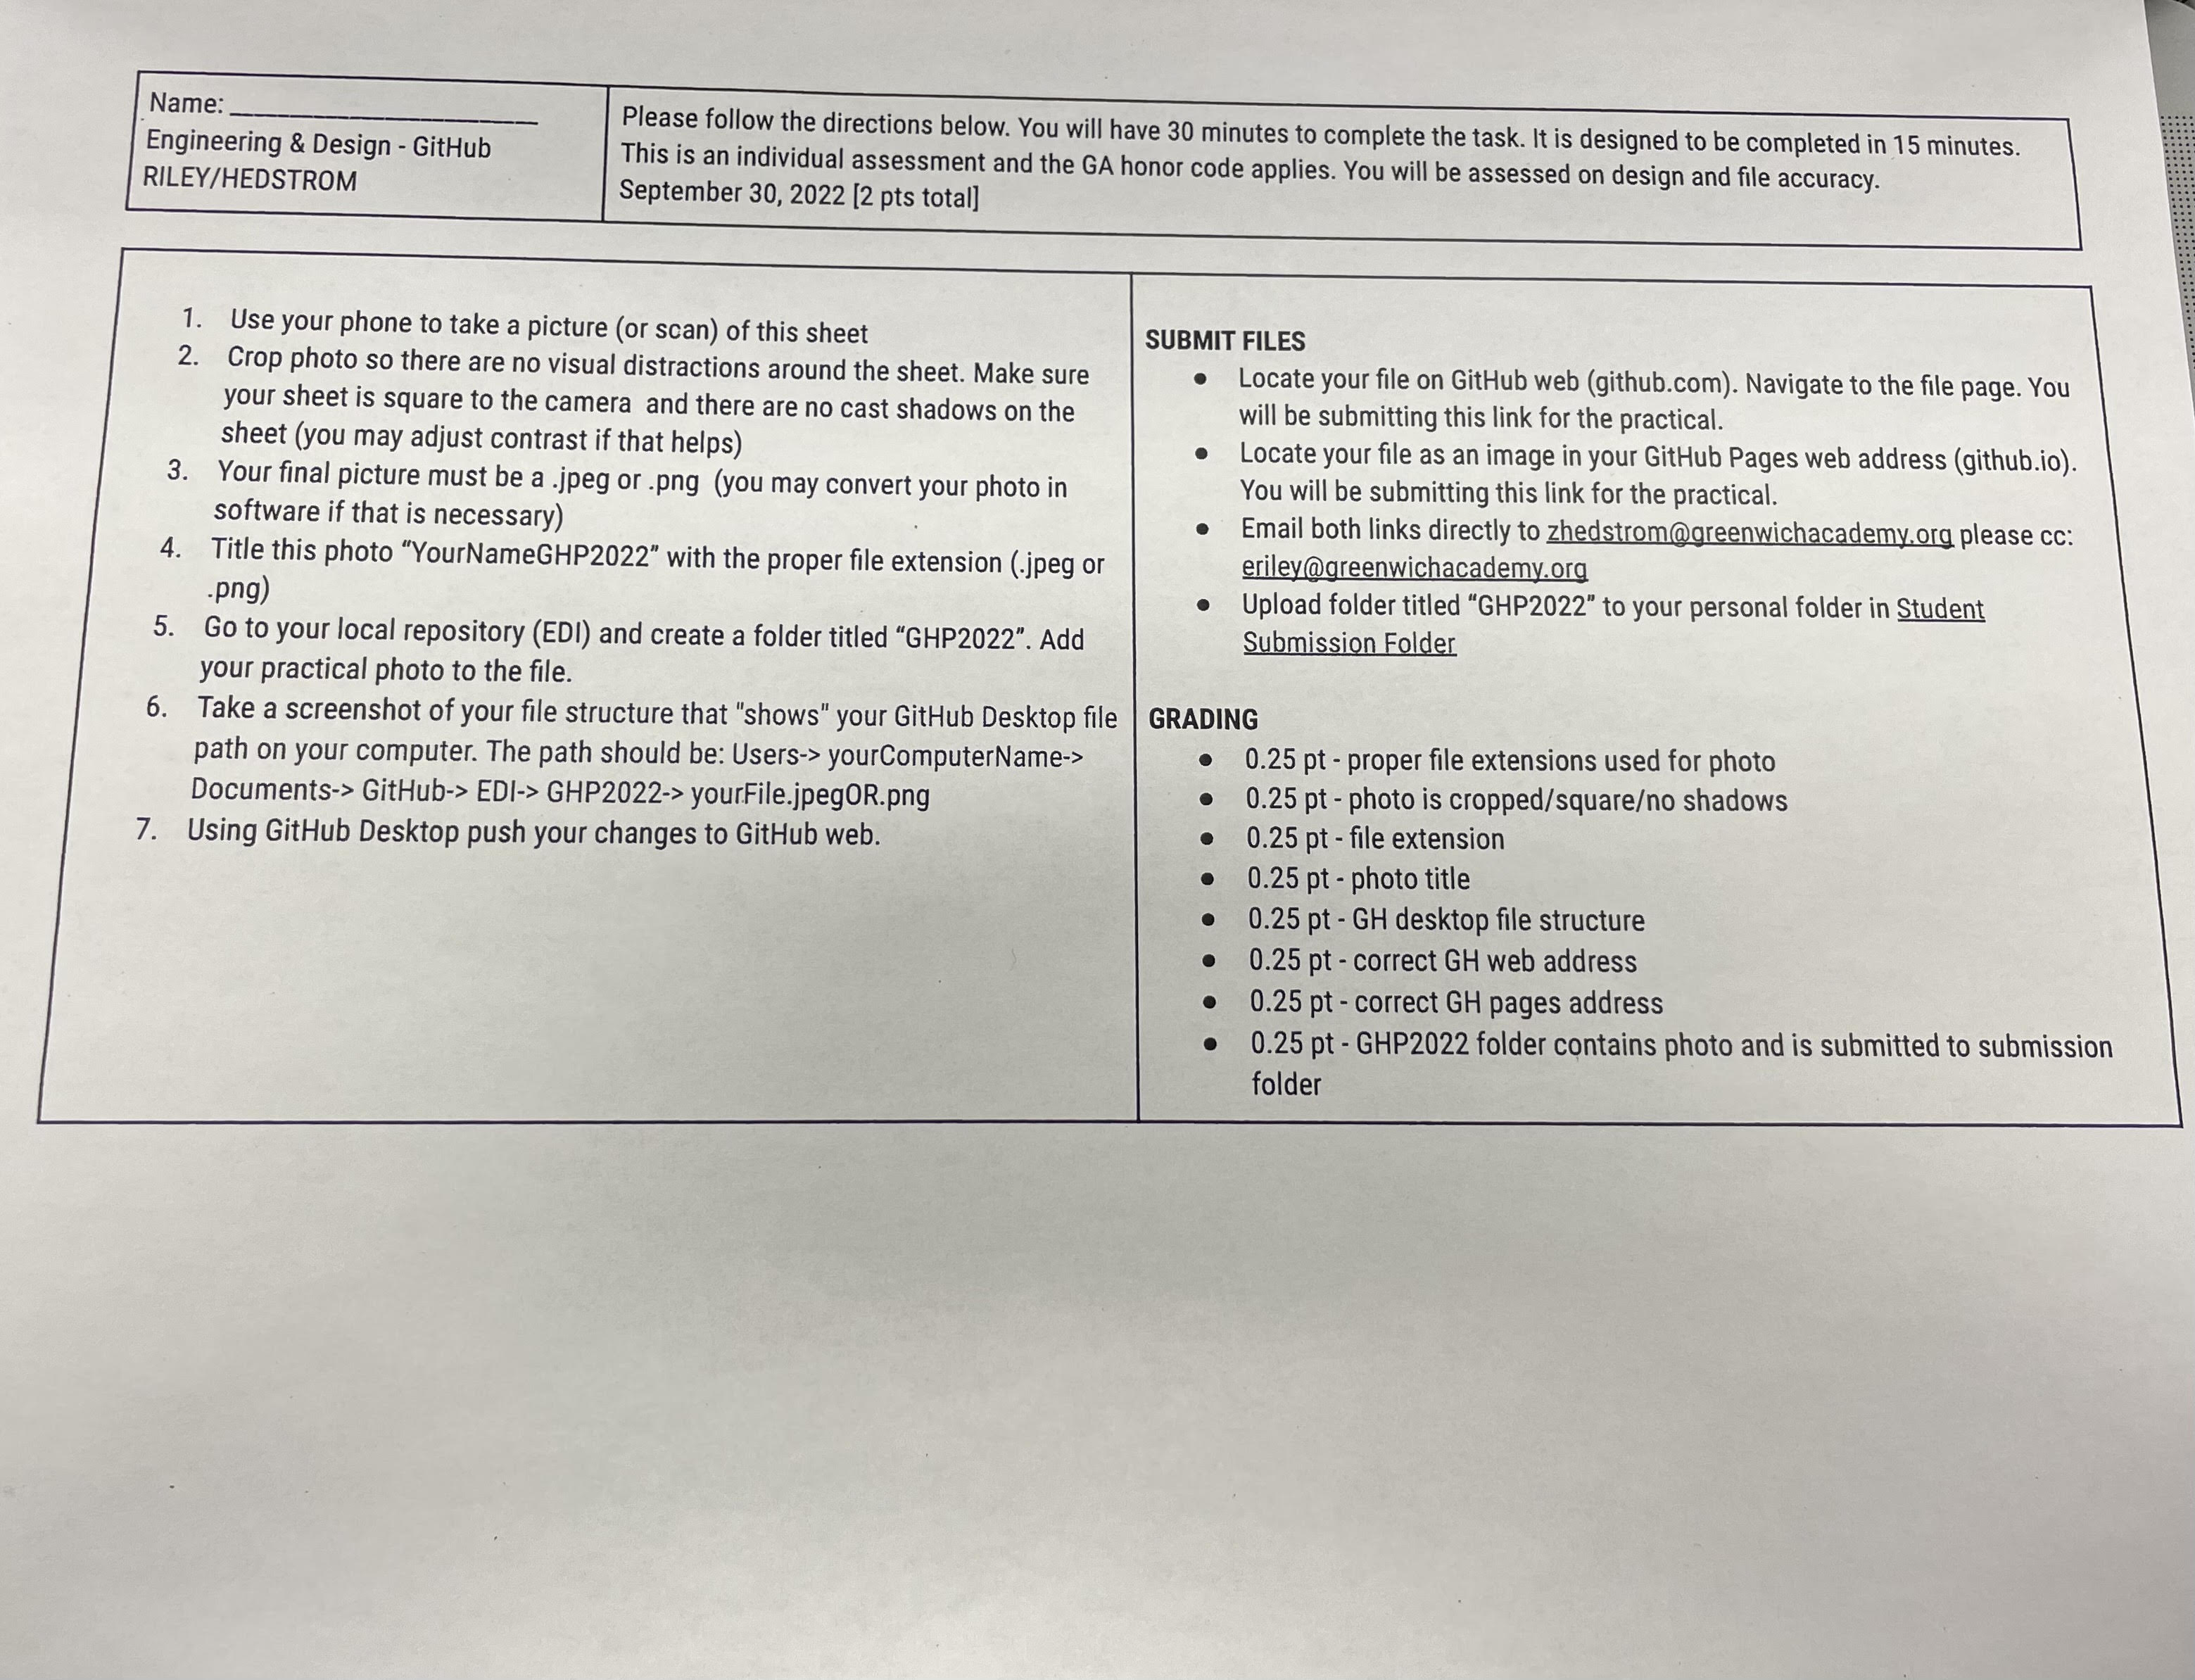 Name: ____________________
Engineering & Design - GitHub
RILEY/HEDSTROM
Please follow the directions below. You will have 30 minutes to complete the task. It is designed to be completed in 15 minutes.
This is an individual assessment and the GA honor code applies. You will be assessed on design and file accuracy.
September 30, 2022 [2 pts total]
1. Use your phone to take a picture (or scan) of this sheet
2. Crop photo so there are no visual distractions around the sheet. Make sure
your sheet is square to the camera and there are no cast shadows on the
sheet (you may adjust contrast if that helps)
3. Your final picture must be a .jpeg or .png (you may convert your photo in
software if that is necessary)
4. Title this photo “YourNameGHP2022” with the proper file extension (.jpeg or
.png)
5. Go to your local repository (EDI) and create a folder titled “GHP2022”. Add
your practical photo to the file.
6. Take a screenshot of your file structure that "shows" your GitHub Desktop file
path on your computer. The path should be: Users-> yourComputerName->
Documents-> GitHub-> EDI-> GHP2022-> yourFile.jpegOR.png
7. Using GitHub Desktop push your changes to GitHub web.
SUBMIT FILES
● Locate your file on GitHub web (github.com). Navigate to the file page. You
will be submitting this link for the practical.
● Locate your file as an image in your GitHub Pages web address (github.io).
You will be submitting this link for the practical.
● Email both links directly to zhedstrom@greenwichacademy.org please cc:
eriley@greenwichacademy.org
● Upload folder titled “GHP2022” to your personal folder in Student
Submission Folder
GRADING
● 0.25 pt - proper file extensions used for photo
● 0.25 pt - photo is cropped/square/no shadows
● 0.25 pt - file extension
● 0.25 pt - photo title
● 0.25 pt - GH desktop file structure
● 0.25 pt - correct GH web address
● 0.25 pt - correct GH pages address
● 0.25 pt - GHP2022 folder contains photo and is submitted to submission
folder